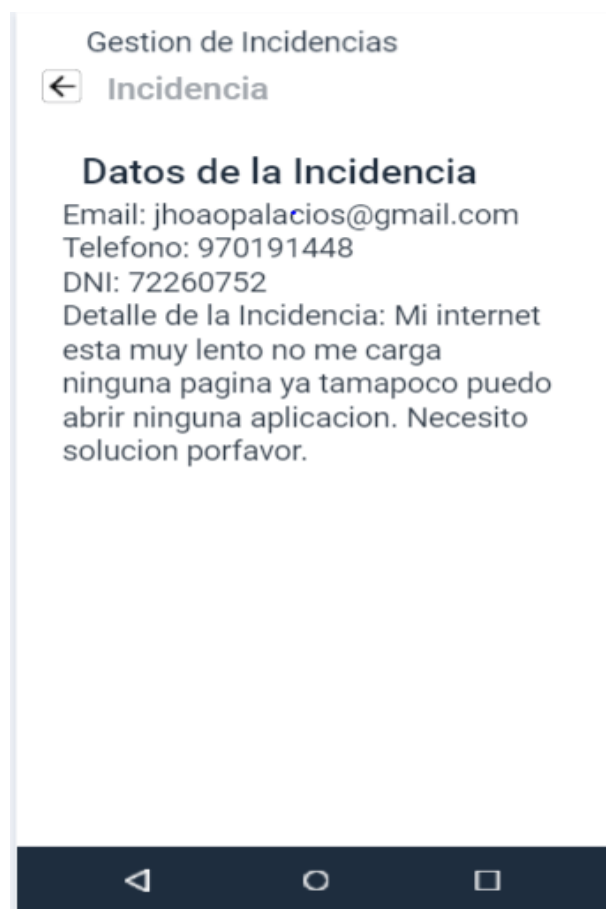 Gestion de Incidencias
Incidencia
Datos de la Incidencia
Email: jhoaopalacios@gmail.com
Telefono: 970191448
DNI: 72260752
Detalle de la Incidencia: Mi internet
esta muy lento no me carga
ninguna pagina ya tamapoco puedo
abrir ninguna aplicacion. Necesito
solucion porfavor.